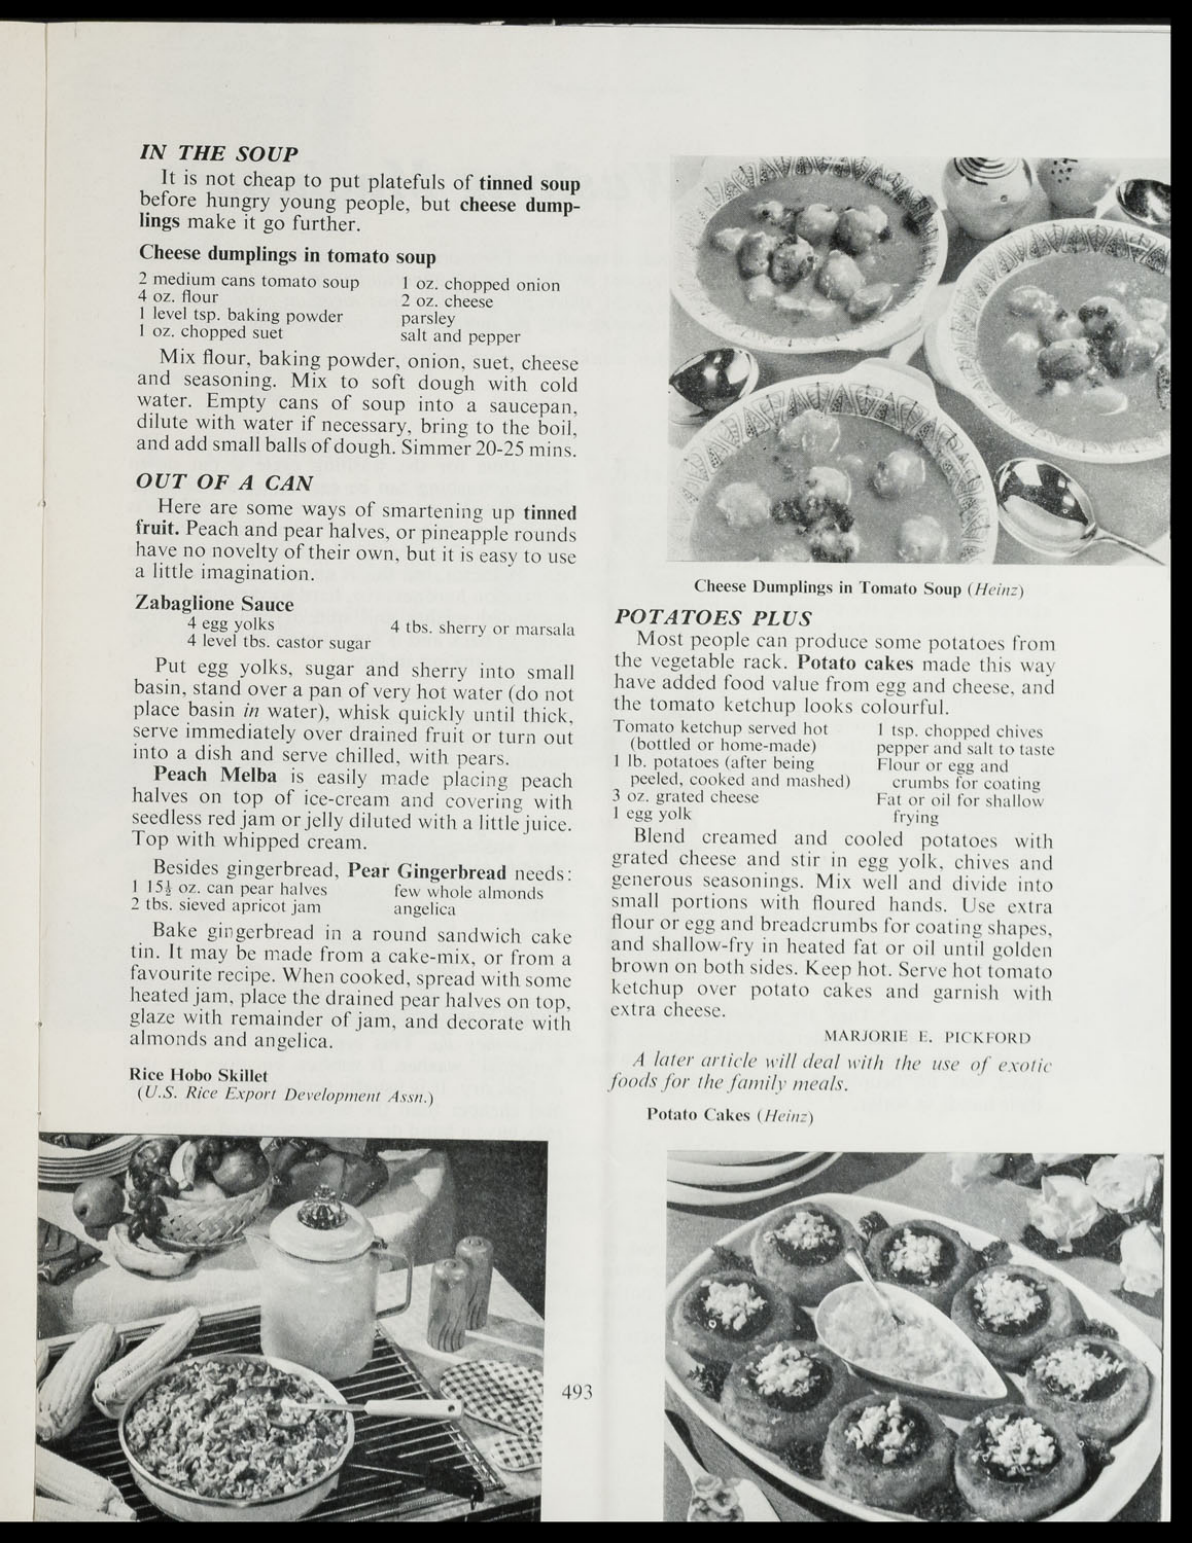 IN THE SOUP
It is not cheap to put platefuls of tinned soup
before hungry young people, but cheese dump-
lings make it go further.
Cheese dumplings in tomato soup
2 medium cans tomato soup
4 oz. flour
1 level tsp. baking powder
1 oz. chopped suet
1 oz. chopped onion
2 oz. cheese
parsley
salt and pepper
Mix flour, baking powder, onion, suet, cheese
and seasoning. Mix to soft dough with cold
water. Empty cans of soup into a saucepan,
dilute with water if necessary, bring to the boil,
and add small balls of dough. Simmer 20-25 mins.
OUT OF A CAN
Here are some ways of smartening up tinned
fruit. Peach and pear halves, or pineapple rounds
have no novelty of their own, but it is easy to use
a little imagination.
Zabaglione Sauce
4 egg yolks
4 level tbs. castor sugar
4 tbs. sherry or marsala
Put egg yolks, sugar and sherry into small
basin, stand over a pan of very hot water (do not
place basin in water), whisk quickly until thick,
serve immediately over drained fruit or turn out
into a dish and serve chilled, with pears.
Peach Melba is easily made placing peach
halves on top of ice-cream and covering with
seedless red jam or jelly diluted with a little juice.
Top with whipped cream.
Besides gingerbread, Pear Gingerbread needs:
1 15½ oz. can pear halves
2 tbs. sieved apricot jam
few whole almonds
angelica
Bake gingerbread in a round sandwich cake
tin. It may be made from a cake-mix, or from a
favourite recipe. When cooked, spread with some
heated jam, place the drained pear halves on top,
glaze with remainder of jam, and decorate with
almonds and angelica.
Rice Hobo Skillet
(U.S. Rice Export Development Assn.)
Cheese Dumplings in Tomato Soup (Heinz)
POTATOES PLUS
Most people can produce some potatoes from
the vegetable rack. Potato cakes made this way
have added food value from egg and cheese, and
the tomato ketchup looks colourful.
Tomato ketchup served hot
(bottled or home-made)
1 lb. potatoes (after being
peeled, cooked and mashed)
3 oz. grated cheese
1 egg yolk
1 tsp. chopped chives
pepper and salt to taste
Flour or egg and
crumbs for coating
Fat or oil for shallow
frying
Blend creamed and cooled potatoes with
grated cheese and stir in egg yolk, chives and
generous seasonings. Mix well and divide into
small portions with floured hands. Use extra
flour or egg and breadcrumbs for coating shapes,
and shallow-fry in heated fat or oil until golden
brown on both sides. Keep hot. Serve hot tomato
ketchup over potato cakes and garnish with
extra cheese.
MARJORIE E. PICKFORD
A later article will deal with the use of exotic
foods for the family meals.
Potato Cakes (Heinz)
493